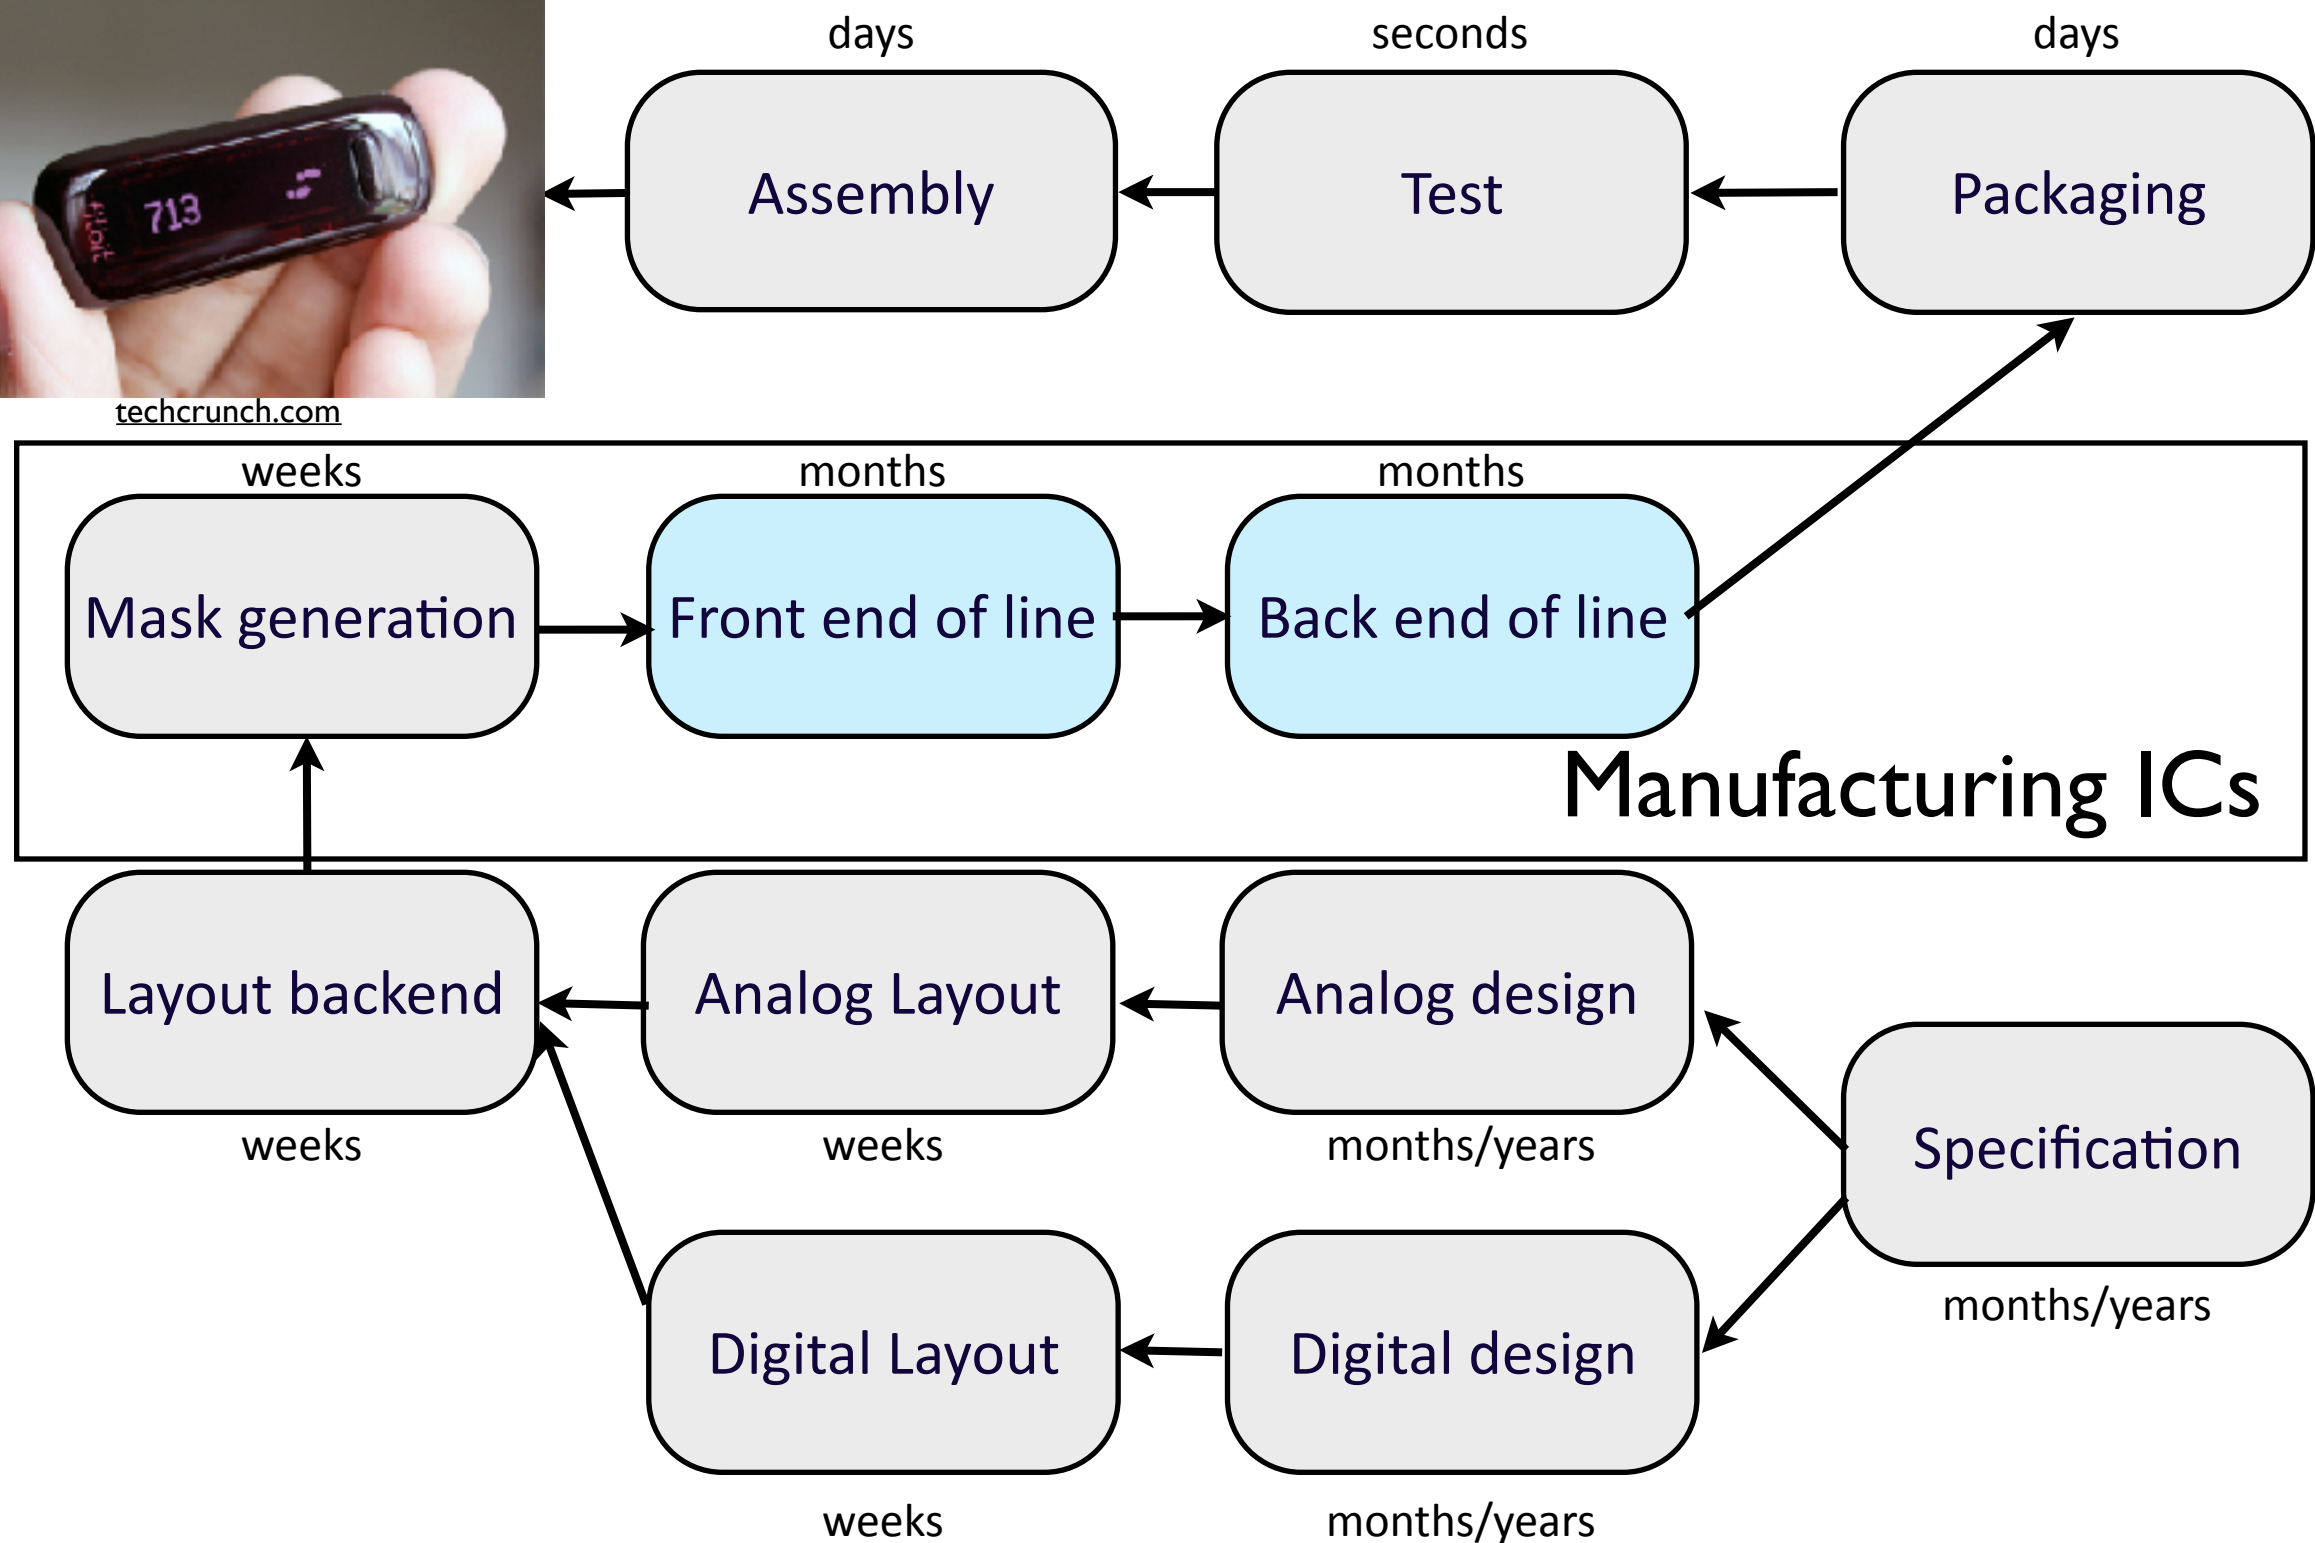 days
seconds
days
Assembly
Test
Packaging
713
techcrunch.com
weeks
months
months
Mask generation
Front end of line
Back end of line
Manufacturing ICs
Layout backend
Analog Layout
Analog design
weeks
weeks
months/years
Specification
months/years
Digital Layout
Digital design
weeks
months/years